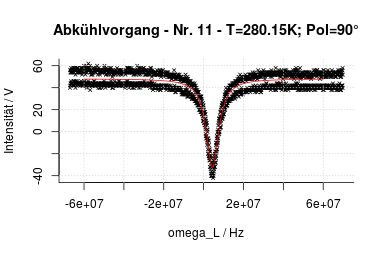 Abkühlvorgang - Nr. 11 - T=280.15K; Pol=90°
Intensität / V
60
20
0
-40
-6e+07 -2e+07 2e+07 6e+07
omega_L / Hz